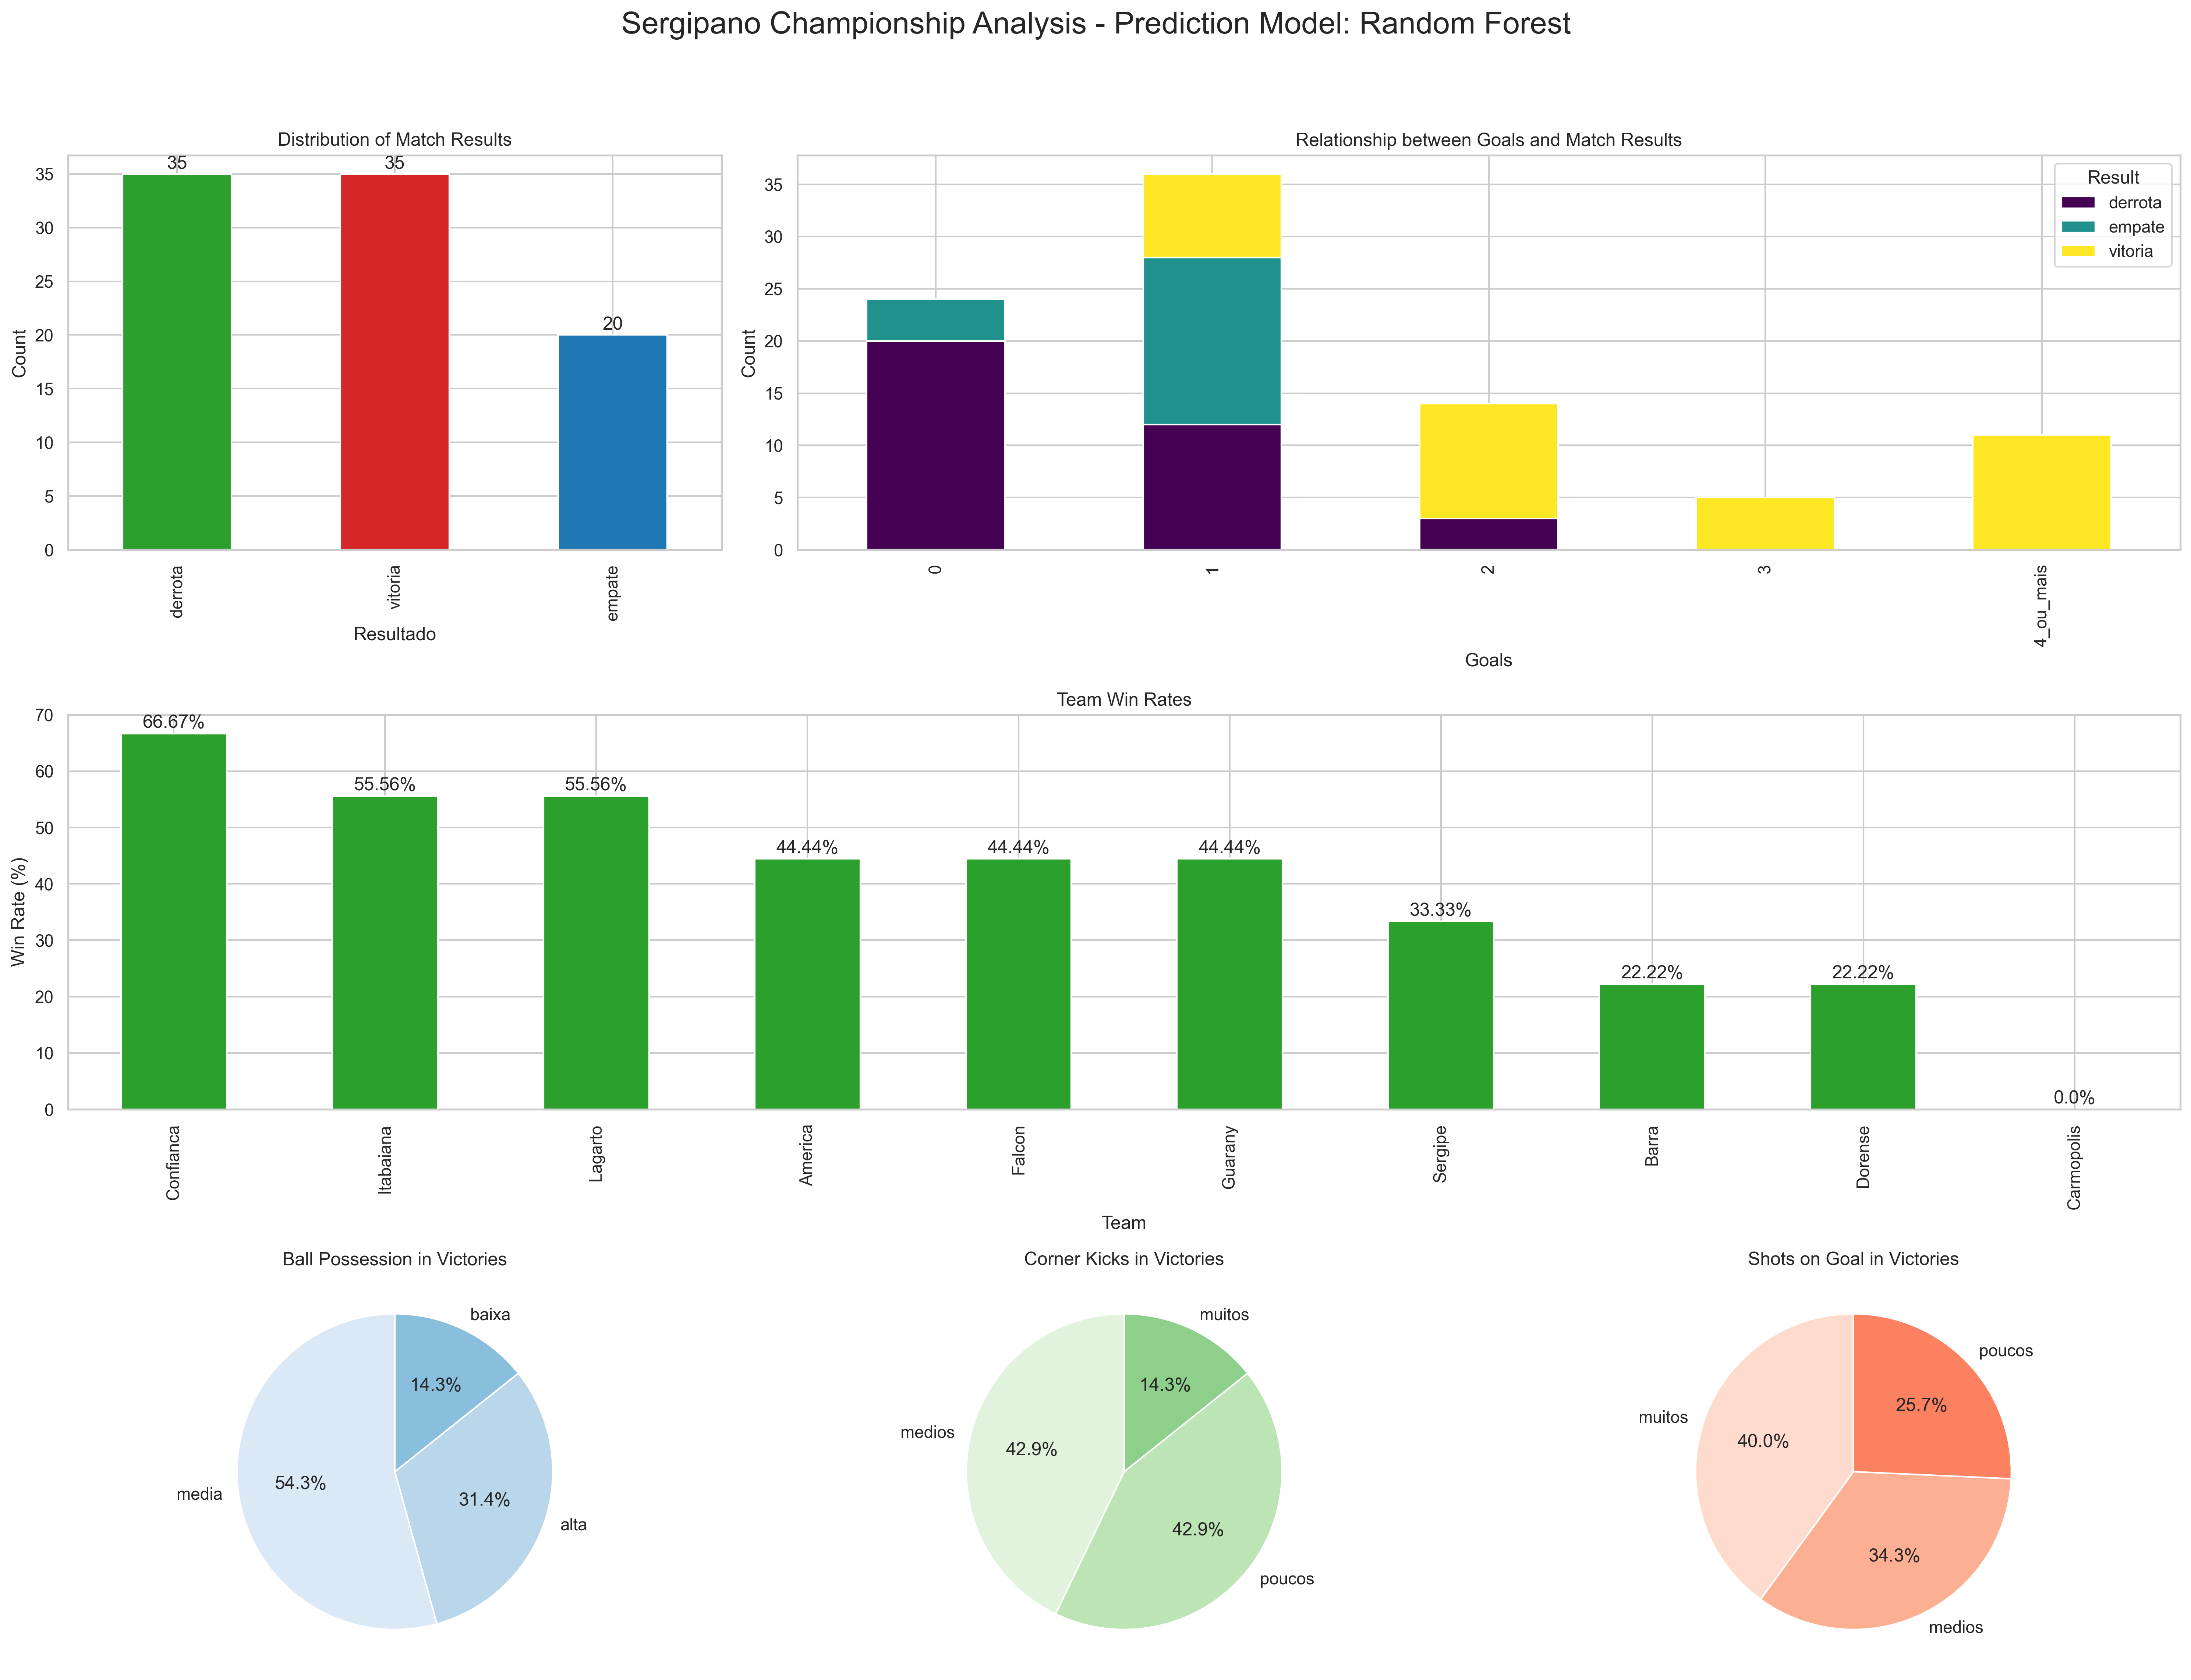 Sergipano Championship Analysis - Prediction Model: Random Forest
Distribution of Match Results
Count
35
30
25
20
15
10
5
0
35
35
20
derrota
vitoria
empate
Resultado
Relationship between Goals and Match Results
Count
35
30
25
20
15
10
5
0
Result
derrota
empate
vitoria
0
1
2
3
4_ou_mais
Goals
Team Win Rates
Win Rate (%)
70
60
50
40
30
20
10
0
66.67%
55.56%
55.56%
44.44%
44.44%
44.44%
33.33%
22.22%
22.22%
0.0%
Confianca
Itabaiana
Lagarto
America
Falcon
Guarany
Sergipe
Barra
Dorense
Carmopolis
Team
Ball Possession in Victories
baixa
14.3%
media
54.3%
31.4%
alta
Corner Kicks in Victories
muitos
14.3%
medios
42.9%
42.9%
poucos
Shots on Goal in Victories
poucos
25.7%
muitos
40.0%
34.3%
medios